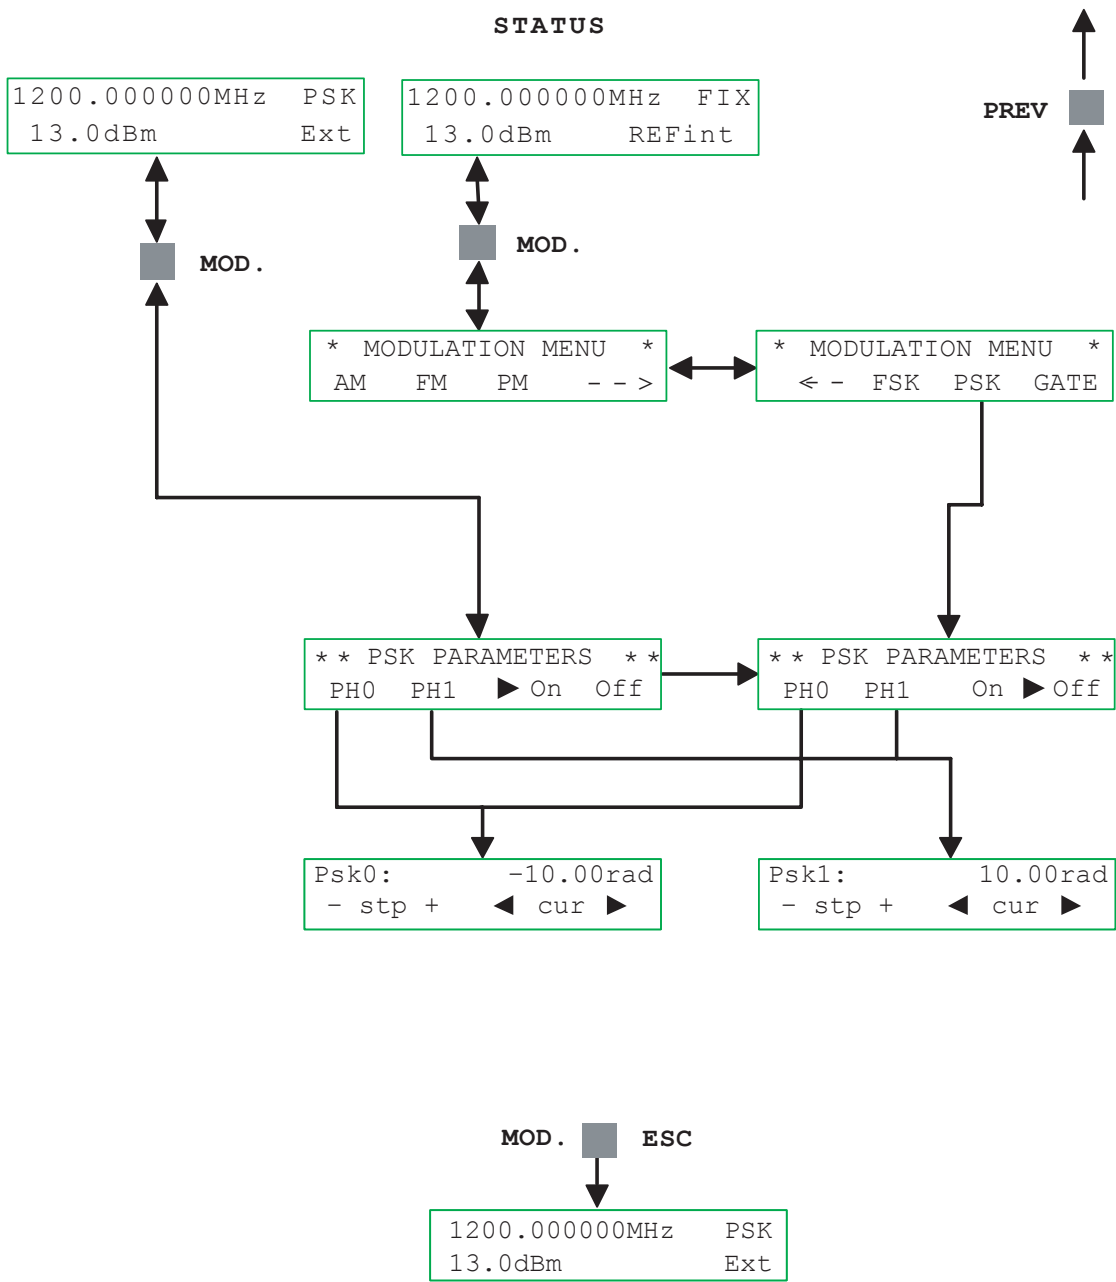 STATUS
1200.000000MHz PSK
13.0dBm Ext
1200.000000MHz FIX
13.0dBm REFint
PREV
MOD.
MOD.
* MODULATION MENU *
AM FM PM -->
* MODULATION MENU *
<- FSK PSK GATE
** PSK PARAMETERS **
PH0 PH1 ▶On Off
** PSK PARAMETERS **
PH0 PH1 On ▶Off
Psk0: -10.00rad
- stp + ◀ cur ▶
Psk1: 10.00rad
- stp + ◀ cur ▶
MOD. ESC
1200.000000MHz PSK
13.0dBm Ext